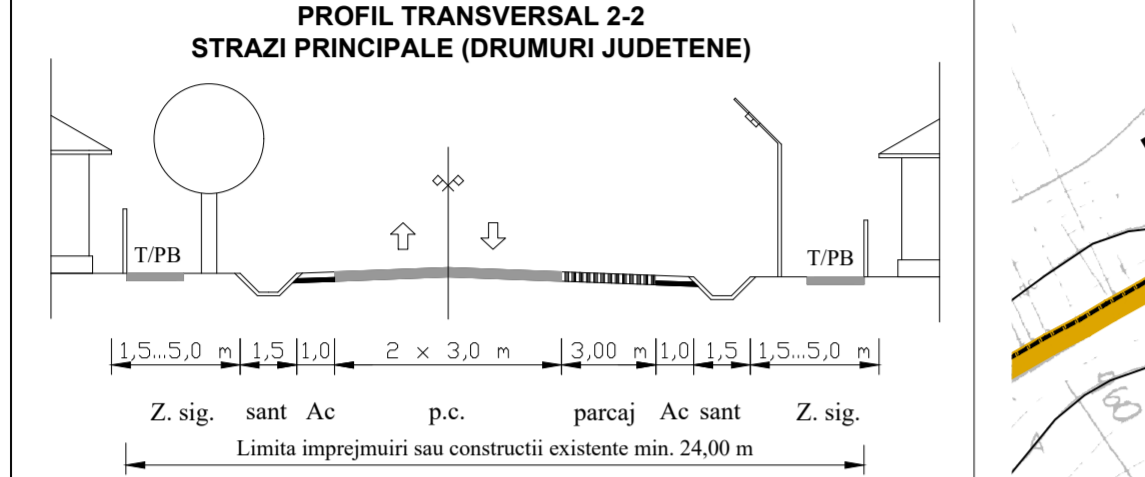 PROFIL TRANSVERSAL 2-2
STRAZI PRINCIPALE (DRUMURI JUDETENE)
T/PB T/PB
1,5...5,0 m 1,5 1,0 2 x 3,0 m 3,00 m 1,0 1,5 1,5...5,0 m
Z. sig. sant Ac p.c. parcaj Ac sant Z. sig.
Limita imprejmuiri sau constructii existente min. 24,00 m
60